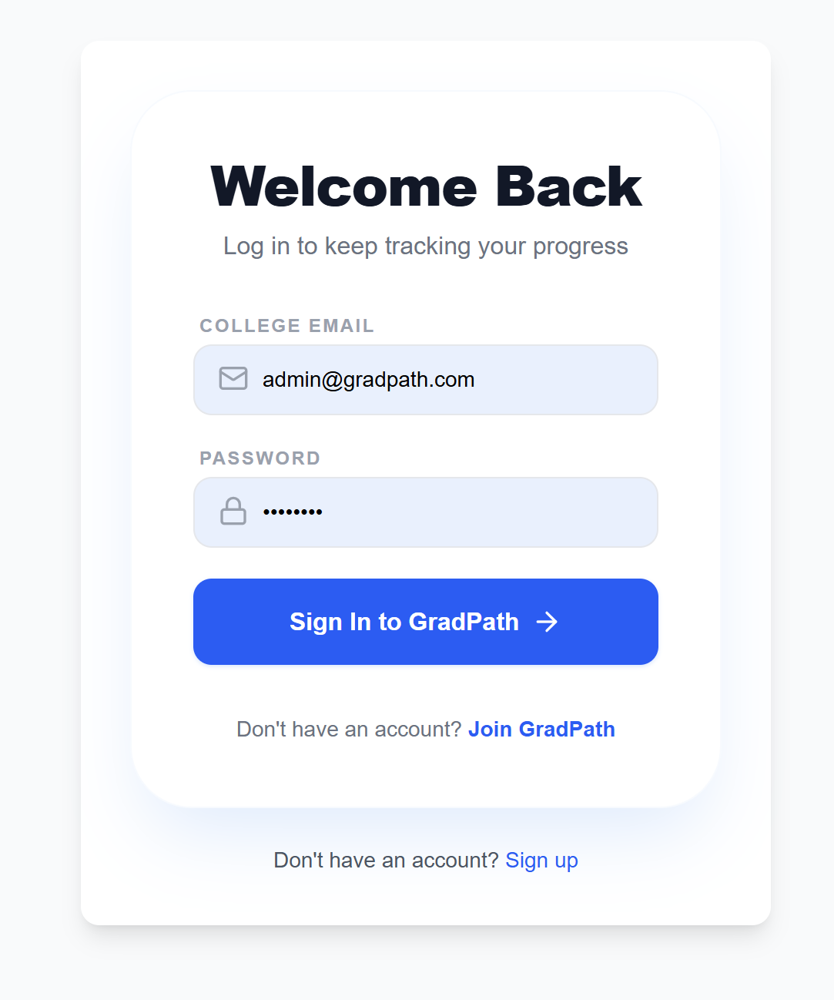 Welcome Back
Log in to keep tracking your progress
COLLEGE EMAIL
admin@gradpath.com
PASSWORD
••••••••
Sign In to GradPath
Don't have an account? Join GradPath
Don't have an account? Sign up